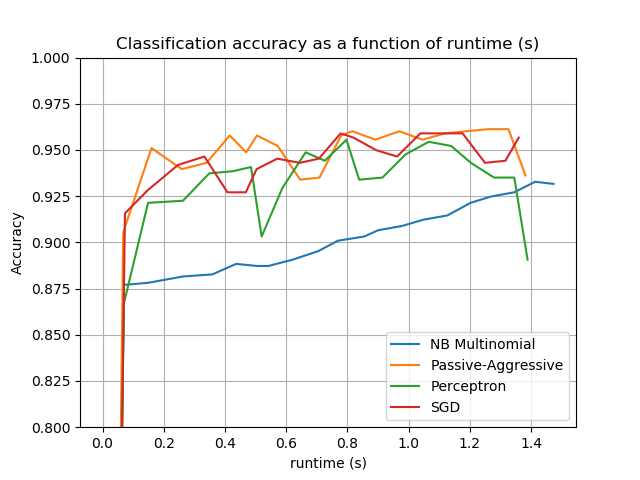 Classification accuracy as a function of runtime (s)
1.000
0.975
0.950
0.925
0.900
0.875
0.850
0.825
0.800
Accuracy
NB Multinomial
Passive-Aggressive
Perceptron
SGD
0.0 0.2 0.4 0.6 0.8 1.0 1.2 1.4
runtime (s)